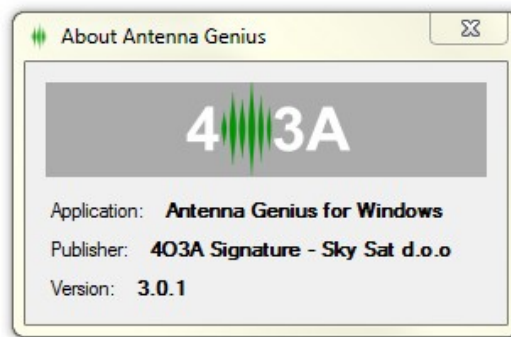 About Antenna Genius
4O3A
Application: Antenna Genius for Windows
Publisher: 4O3A Signature - Sky Sat d.o.o
Version: 3.0.1